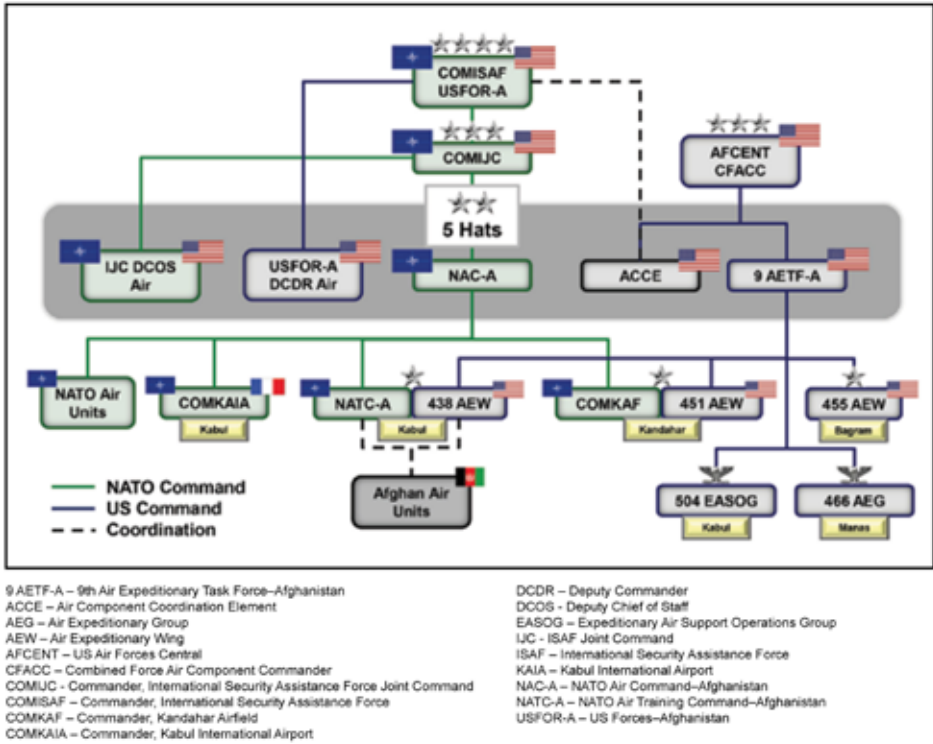 COMISAF
USFOR-A
COMIJC
AFCENT
CFACC
5 Hats
IJC DCOS
Air
USFOR-A
DCDR Air
NAC-A
ACCE
9 AETF-A
NATO Air
Units
COMKAIA
Kabul
NATC-A
438 AEW
Kabul
COMKAF
451 AEW
Kandahar
455 AEW
Bagram
Afghan Air
Units
504 EASOG
Kabul
466 AEG
Manas
NATO Command
US Command
Coordination
9 AETF-A – 9th Air Expeditionary Task Force–Afghanistan
ACCE – Air Component Coordination Element
AEG – Air Expeditionary Group
AEW – Air Expeditionary Wing
AFCENT – US Air Forces Central
CFACC – Combined Force Air Component Commander
COMIJC - Commander, International Security Assistance Force Joint Command
COMISAF – Commander, International Security Assistance Force
COMKAF – Commander, Kandahar Airfield
COMKAIA – Commander, Kabul International Airport
DCDR – Deputy Commander
DCOS - Deputy Chief of Staff
EASOG – Expeditionary Air Support Operations Group
IJC - ISAF Joint Command
ISAF – International Security Assistance Force
KAIA – Kabul International Airport
NAC-A – NATO Air Command–Afghanistan
NATC-A – NATO Air Training Command–Afghanistan
USFOR-A – US Forces–Afghanistan